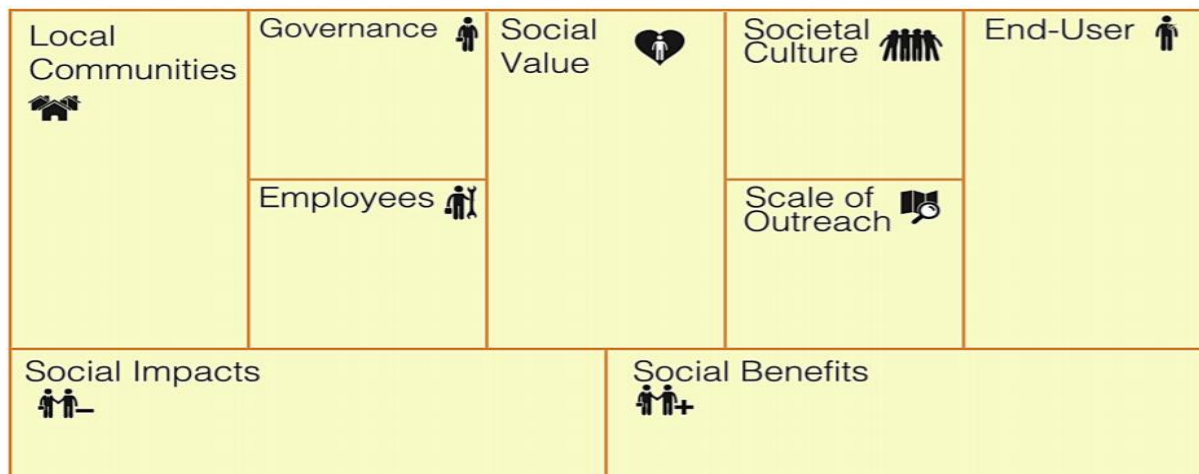 Local
Communities
Governance
Employees
Social
Value
Societal
Culture
Scale of
Outreach
End-User
Social Impacts
Social Benefits